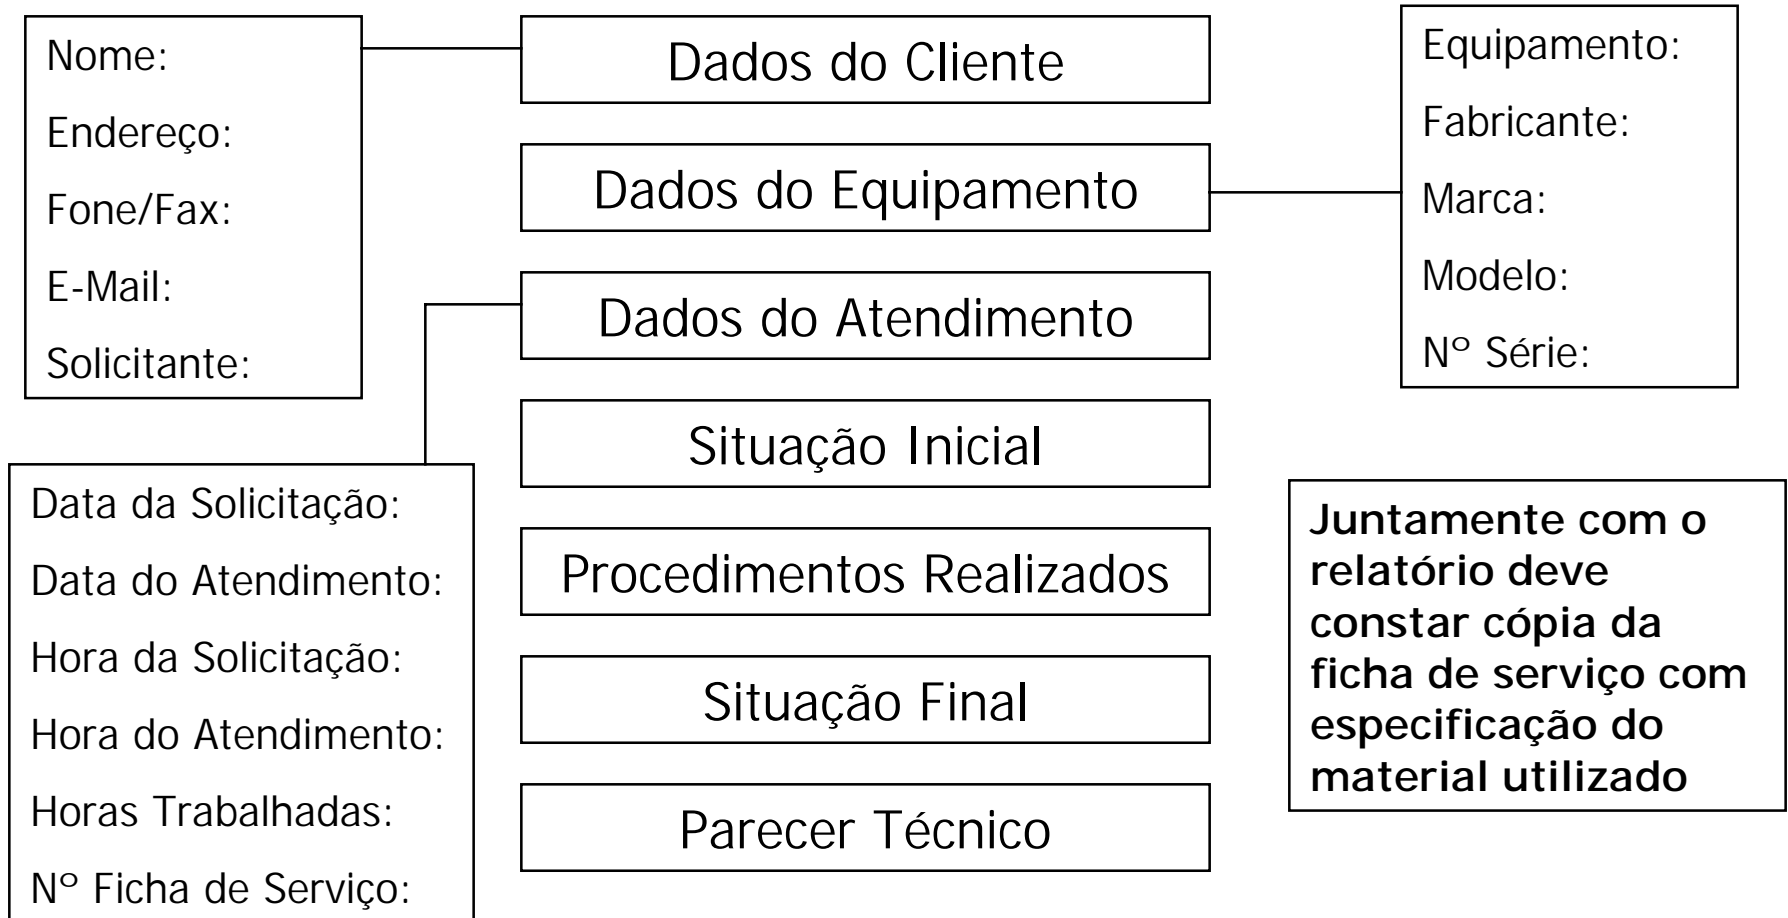 Nome:
Endereço:
Fone/Fax:
E-Mail:
Solicitante:
Dados do Cliente
Dados do Equipamento
Dados do Atendimento
Situação Inicial
Procedimentos Realizados
Situação Final
Parecer Técnico
Equipamento:
Fabricante:
Marca:
Modelo:
Nº Série:
Data da Solicitação:
Data do Atendimento:
Hora da Solicitação:
Hora do Atendimento:
Horas Trabalhadas:
Nº Ficha de Serviço:
Juntamente com o
relatório deve
constar cópia da
ficha de serviço com
especificação do
material utilizado